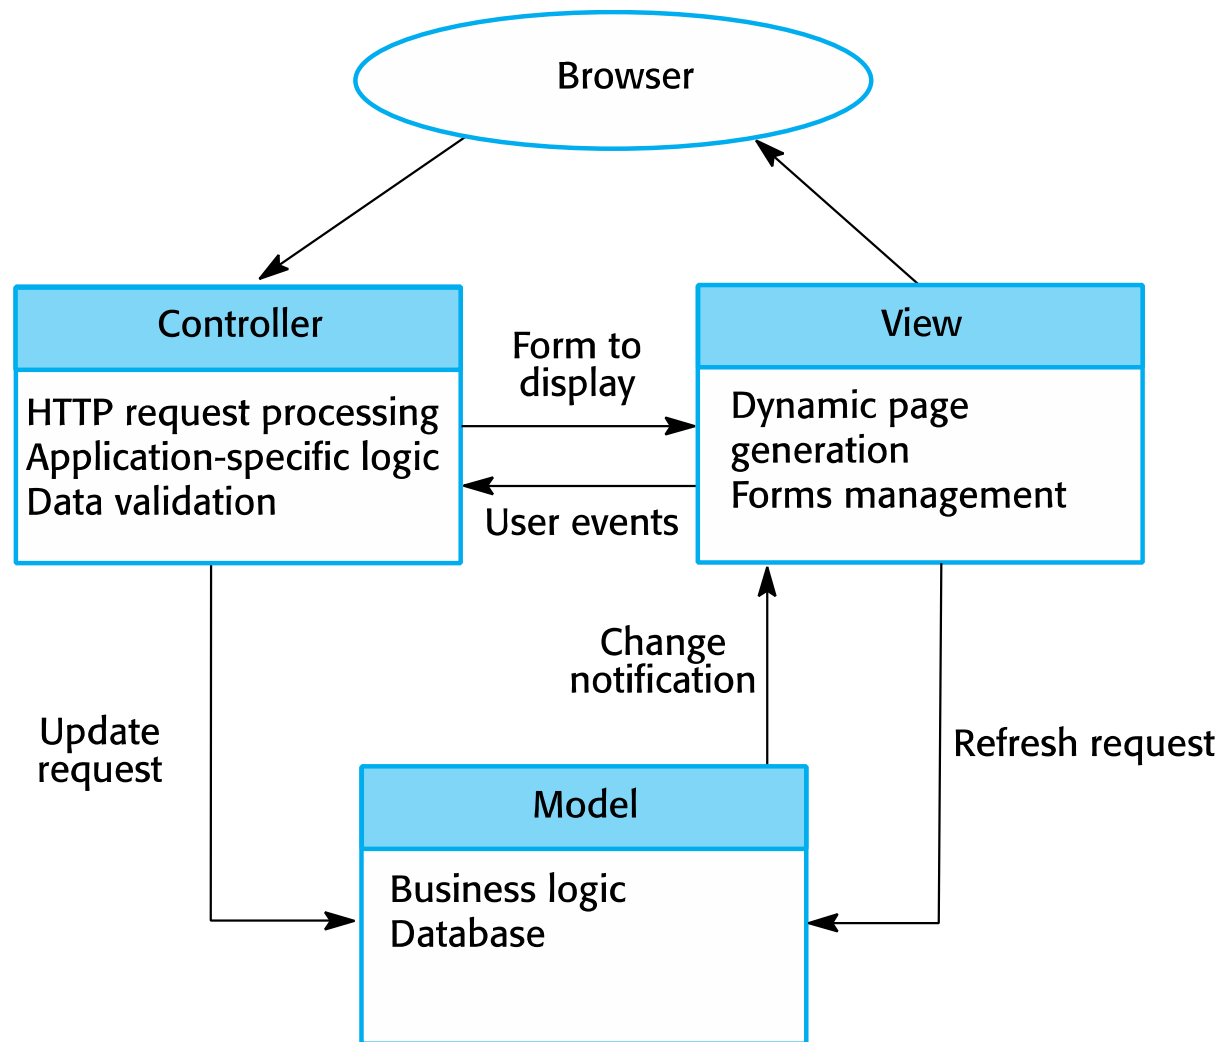 Browser
Controller
HTTP request processing
Application-specific logic
Data validation
Form to
display
User events
View
Dynamic page
generation
Forms management
Update
request
Change
notification
Refresh request
Model
Business logic
Database